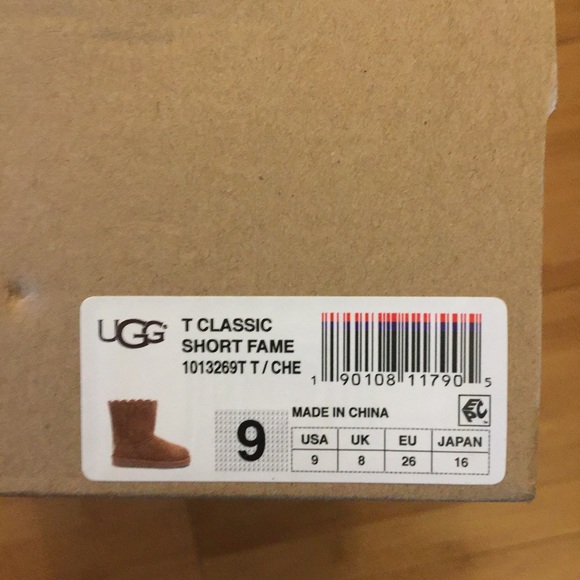 UGG®
T CLASSIC
SHORT FAME
1013269T T / CHE
1 90108 11790 5
MADE IN CHINA
9
USA UK EU JAPAN
9 8 26 16